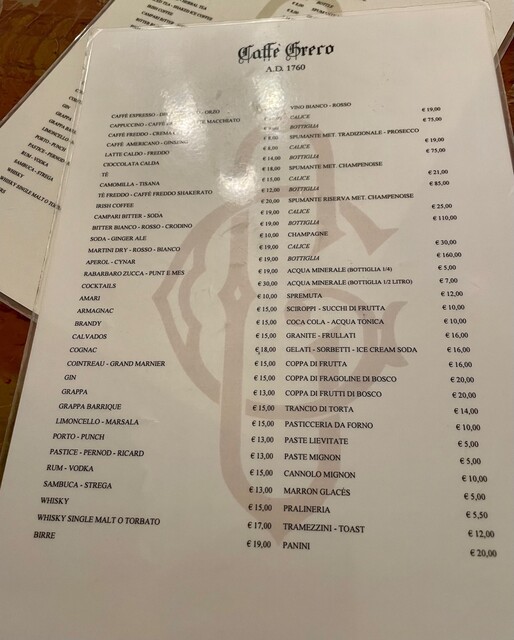 Caffè Greco
A.D. 1760
CAFFÈ ESPRESSO - ORZO
CAPPUCCINO - CAFFÈ MACCHIATO
CAFFÈ FREDDO - CREMA
CAFFÈ AMERICANO - GINSENG
LATTE CALDO - FREDDO
CIOCCOLATA CALDA
TÈ
CAMOMILLA - TISANA
TÈ FREDDO - CAFFÈ FREDDO SHAKERATO
IRISH COFFEE
CAMPARI BITTER - SODA
BITTER BIANCO - ROSSO - CRODINO
SODA - GINGER ALE
MARTINI DRY - ROSSO - BIANCO
APEROL - CYNAR
RABARBARO ZUCCA - PUNT E MES
COCKTAILS
AMARI
ARMAGNAC
BRANDY
CALVADOS
COGNAC
COINTREAU - GRAND MARNIER
GIN
GRAPPA
GRAPPA BARRIQUE
LIMONCELLO - MARSALA
PORTO - PUNCH
PASTICE - PERNOD - RICARD
RUM - VODKA
SAMBUCA - STREGA
WHISKY
WHISKY SINGLE MALT O TORBATO
BIRRE
€ 8,00
€ 8,00
€ 14,00
€ 18,00
€ 15,00
€ 12,00
€ 20,00
€ 19,00
€ 19,00
€ 10,00
€ 19,00
€ 19,00
€ 19,00
€ 30,00
€ 10,00
€ 15,00
€ 15,00
€ 15,00
€ 18,00
€ 15,00
€ 15,00
€ 13,00
€ 15,00
€ 15,00
€ 13,00
€ 13,00
€ 15,00
€ 13,00
€ 15,00
€ 17,00
€ 19,00
VINO BIANCO - ROSSO
CALICE € 19,00
BOTTIGLIA € 75,00
SPUMANTE MET. TRADIZIONALE - PROSECCO
CALICE € 19,00
BOTTIGLIA € 75,00
SPUMANTE MET. CHAMPENOISE
CALICE € 21,00
BOTTIGLIA € 85,00
SPUMANTE RISERVA MET. CHAMPENOISE
CALICE € 25,00
BOTTIGLIA € 110,00
CHAMPAGNE
CALICE € 30,00
BOTTIGLIA € 160,00
ACQUA MINERALE (BOTTIGLIA 1/4) € 5,00
ACQUA MINERALE (BOTTIGLIA 1/2 LITRO) € 7,00
SPREMUTA € 12,00
SCIROPPI - SUCCHI DI FRUTTA € 10,00
COCA COLA - ACQUA TONICA € 10,00
GRANITE - FRULLATI € 16,00
GELATI - SORBETTI - ICE CREAM SODA € 16,00
COPPA DI FRUTTA € 16,00
COPPA DI FRAGOLINE DI BOSCO € 20,00
COPPA DI FRUTTI DI BOSCO € 20,00
TRANCIO DI TORTA € 14,00
PASTICCERIA DA FORNO € 10,00
PASTE LIEVITATE € 5,00
PASTE MIGNON € 5,00
CANNOLO MIGNON € 10,00
MARRON GLACÈS € 5,00
PRALINERIA € 5,50
TRAMEZZINI - TOAST € 12,00
PANINI € 20,00